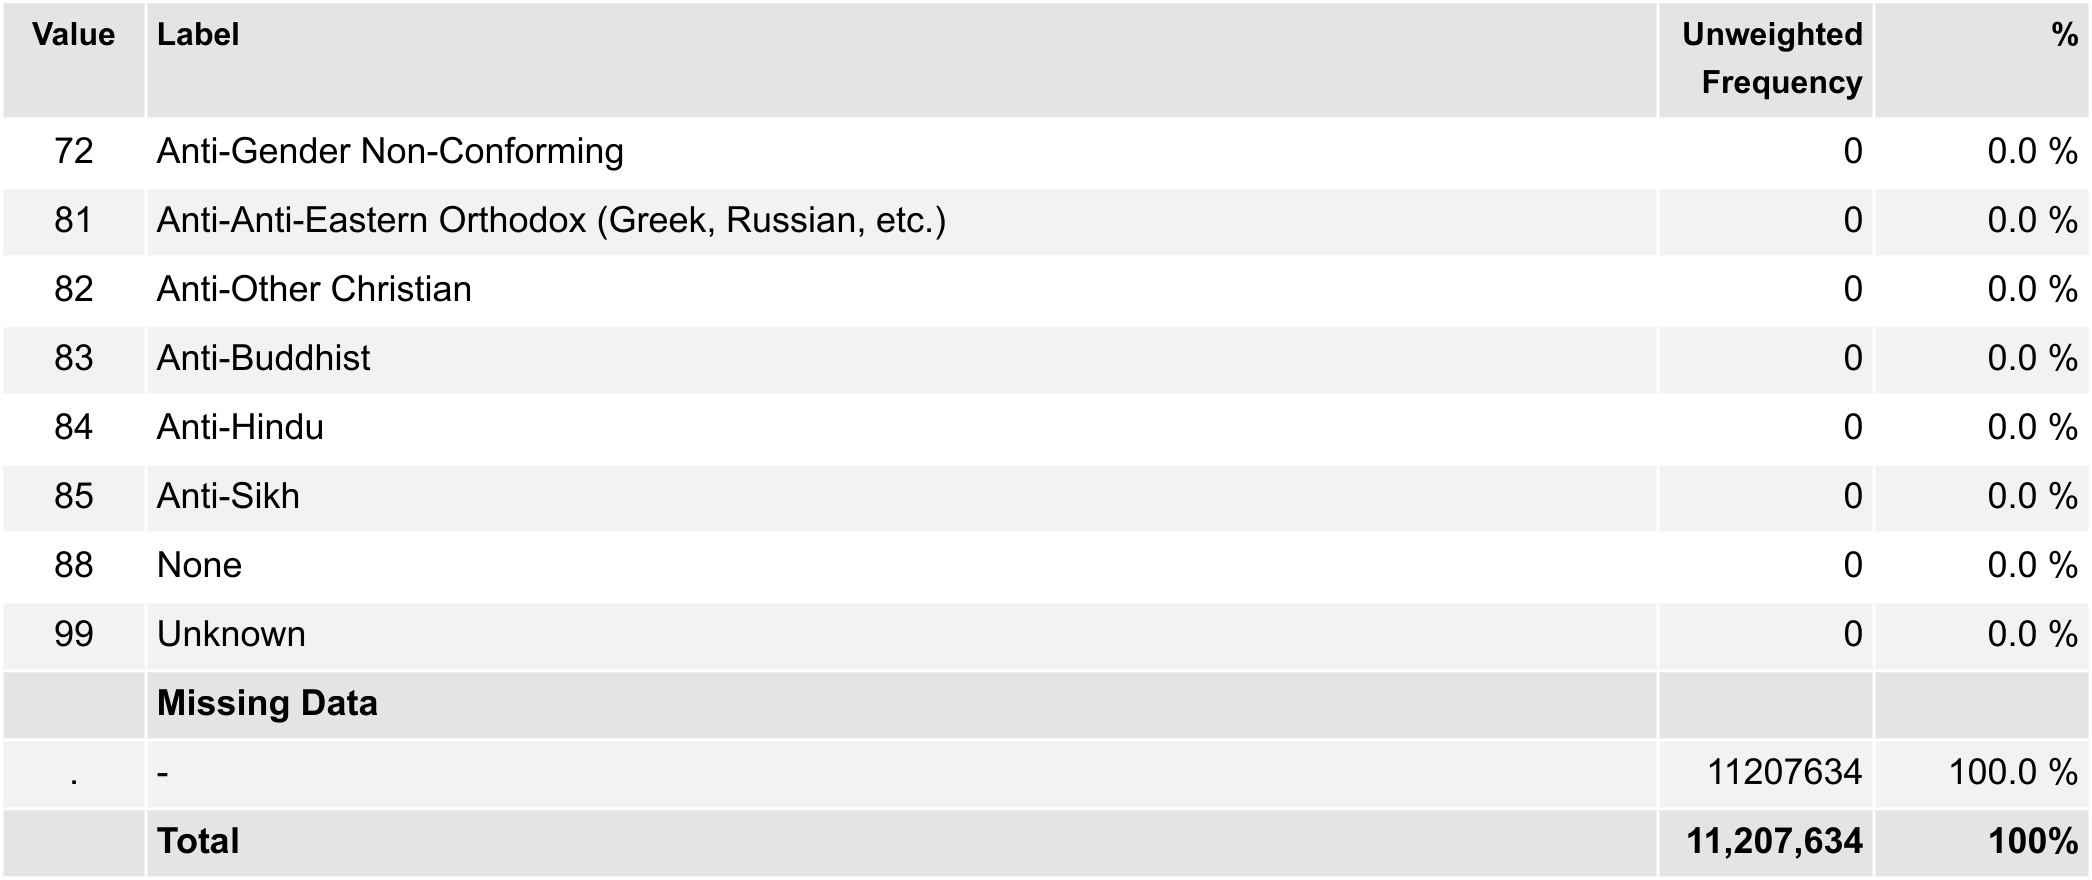 Value Label Unweighted Frequency %
72 Anti-Gender Non-Conforming 0 0.0 %
81 Anti-Anti-Eastern Orthodox (Greek, Russian, etc.) 0 0.0 %
82 Anti-Other Christian 0 0.0 %
83 Anti-Buddhist 0 0.0 %
84 Anti-Hindu 0 0.0 %
85 Anti-Sikh 0 0.0 %
88 None 0 0.0 %
99 Unknown 0 0.0 %
Missing Data
. - 11207634 100.0 %
Total 11,207,634 100%